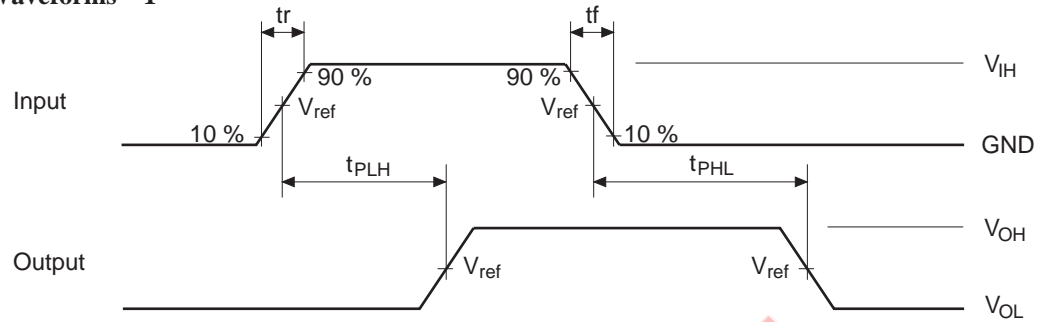 tr tf
90 % 90 % VIH
Input Vref Vref
10 % 10 % GND
tPLH tPHL
VOH
Output Vref Vref
VOL